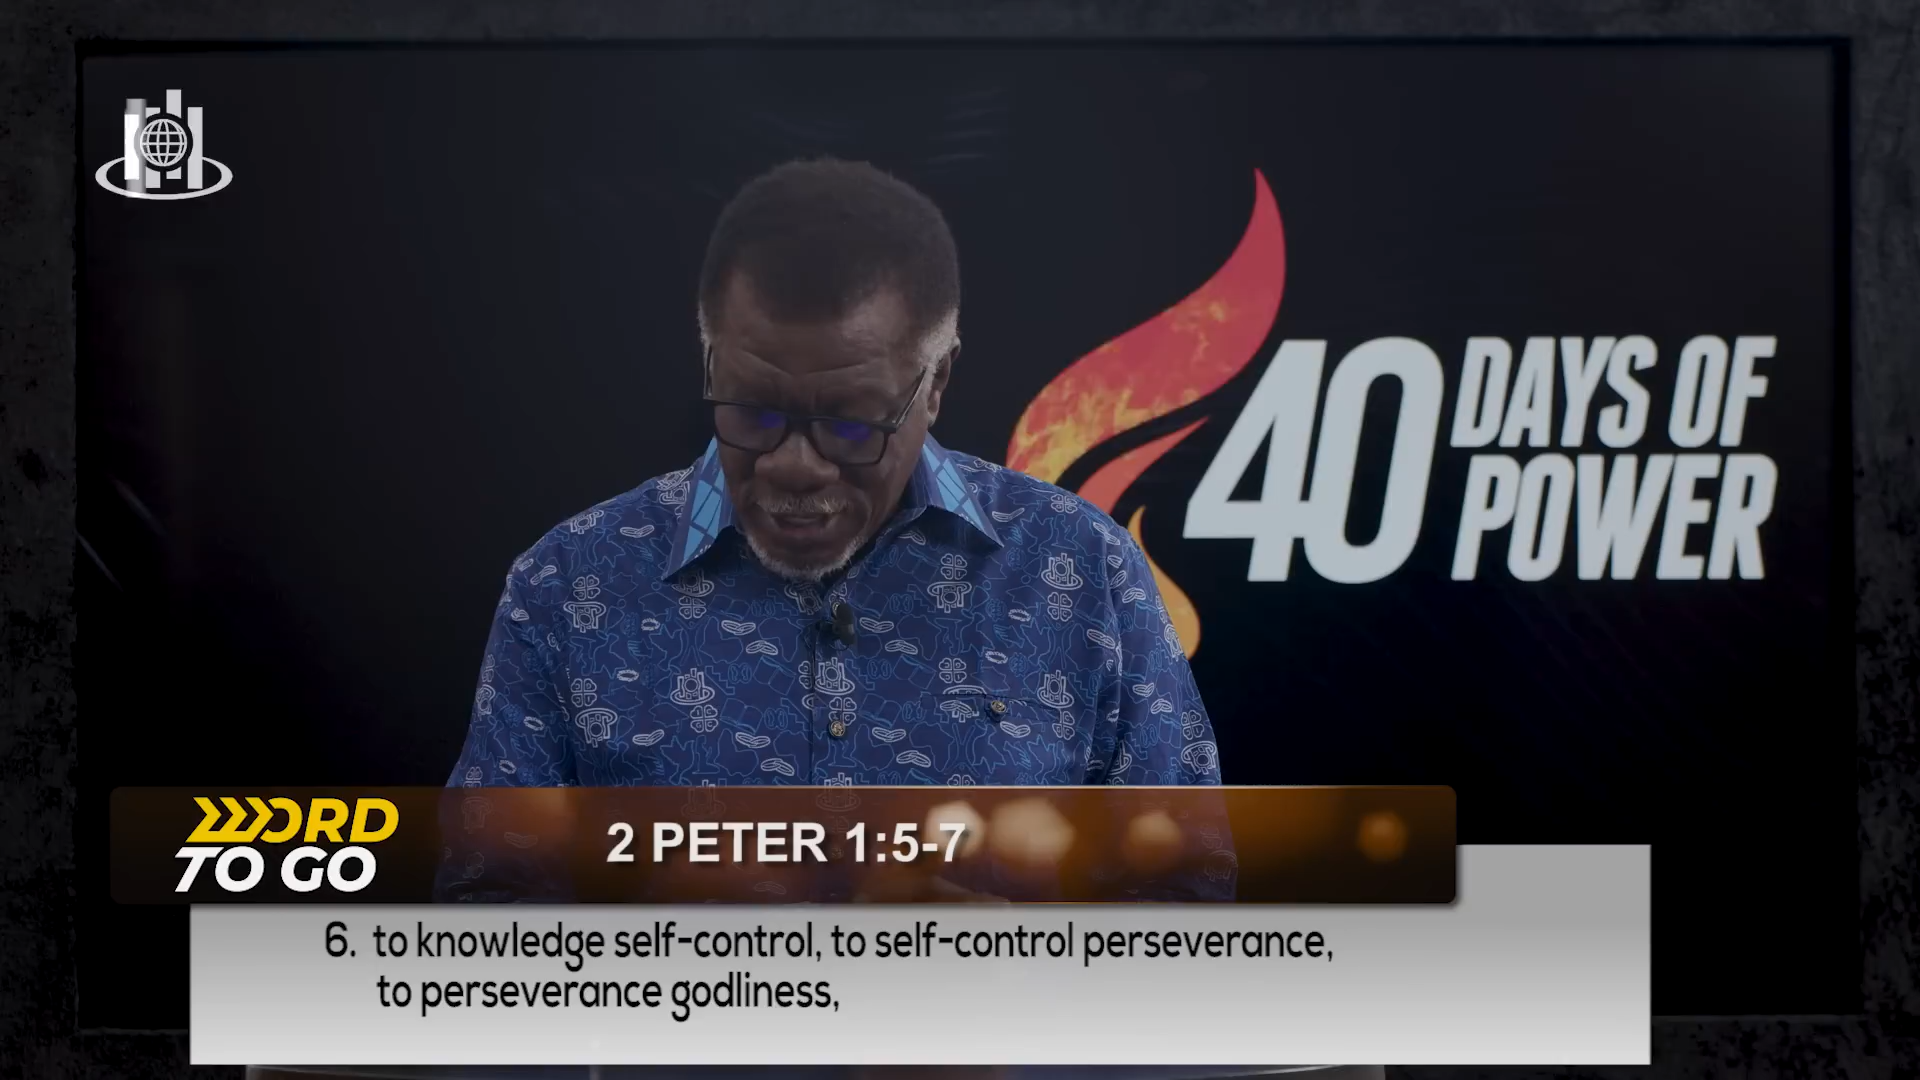 40 DAYS OF
POWER
WORD
TO GO
2 PETER 1:5-7
6. to knowledge self-control, to self-control perseverance,
to perseverance godliness,